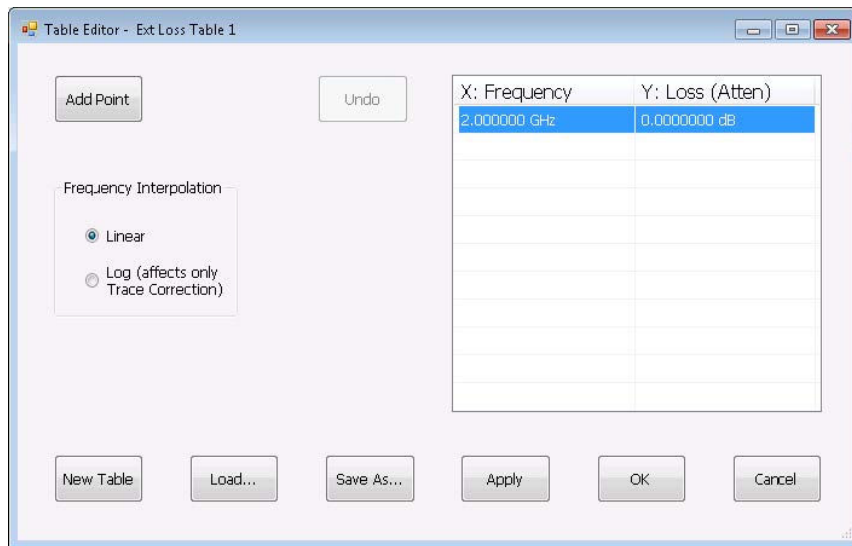 Table Editor - Ext Loss Table 1
Add Point
Undo
X: Frequency Y: Loss (Atten)
2.000000 GHz 0.0000000 dB
Frequency Interpolation
Linear
Log (affects only
Trace Correction)
New Table Load... Save As... Apply OK Cancel